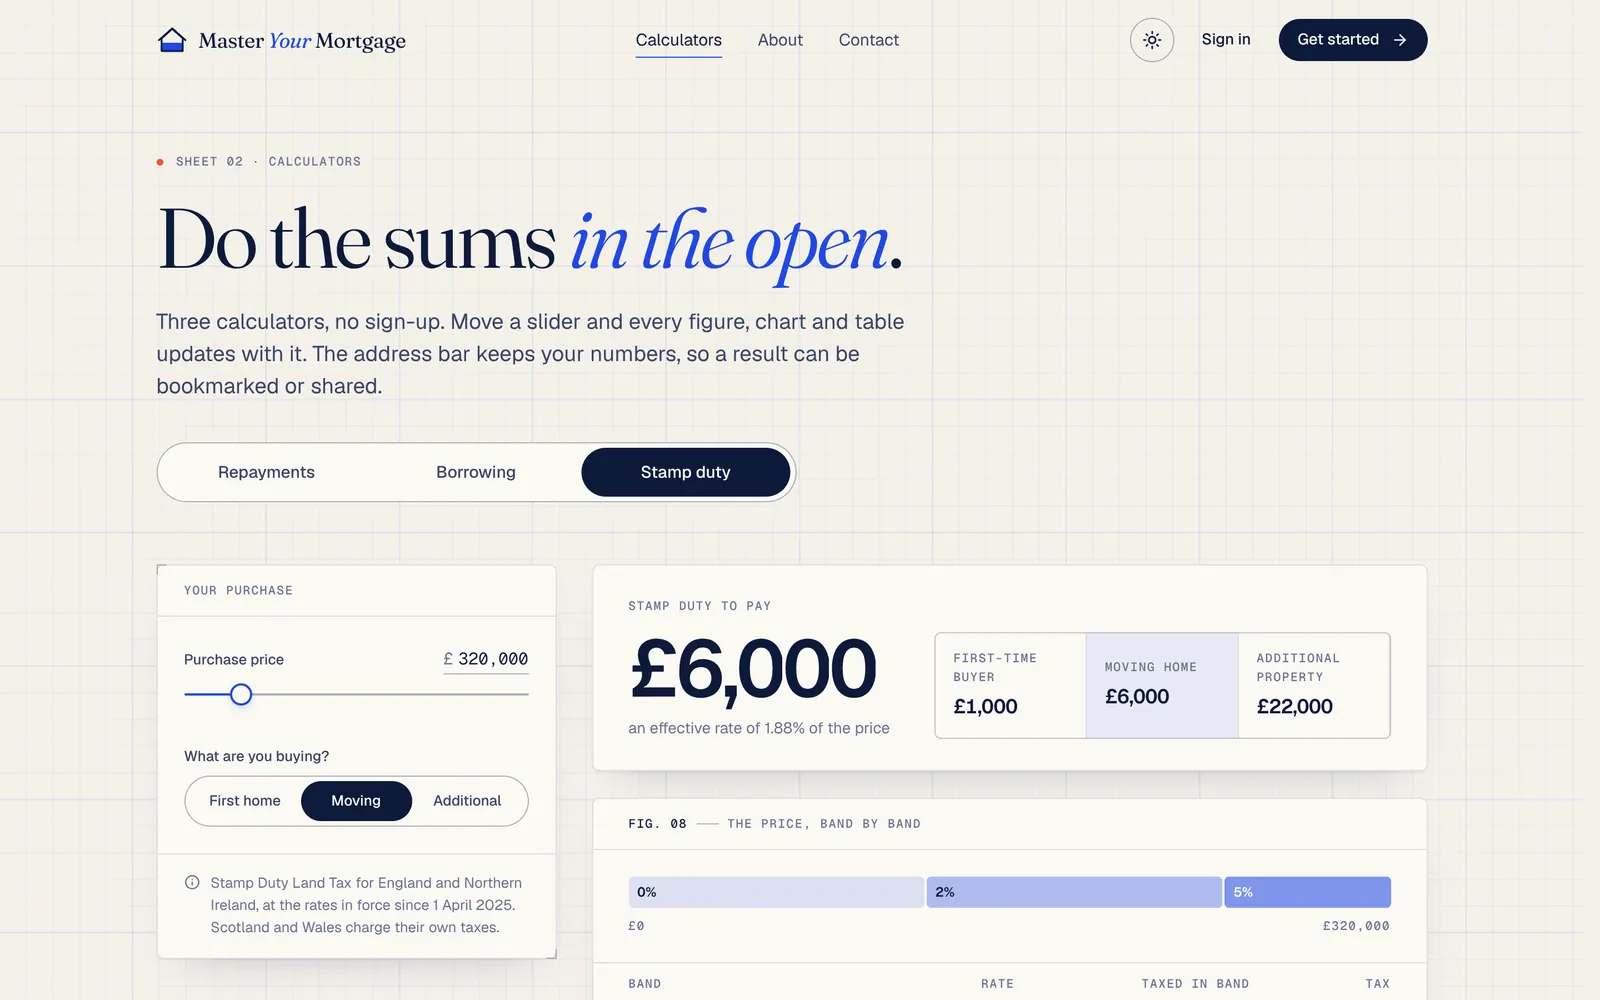 Master Your Mortgage
Calculators
About
Contact
Sign in
Get started
SHEET 02 · CALCULATORS
Do the sums in the open.
Three calculators, no sign-up. Move a slider and every figure, chart and table
updates with it. The address bar keeps your numbers, so a result can be
bookmarked or shared.
Repayments
Borrowing
Stamp duty
YOUR PURCHASE
Purchase price
£ 320,000
What are you buying?
First home
Moving
Additional
Stamp Duty Land Tax for England and Northern
Ireland, at the rates in force since 1 April 2025.
Scotland and Wales charge their own taxes.
STAMP DUTY TO PAY
£6,000
an effective rate of 1.88% of the price
FIRST-TIME
BUYER
£1,000
MOVING HOME
£6,000
ADDITIONAL
PROPERTY
£22,000
FIG. 08 — THE PRICE, BAND BY BAND
0%
2%
5%
£0
£320,000
BAND
RATE
TAXED IN BAND
TAX